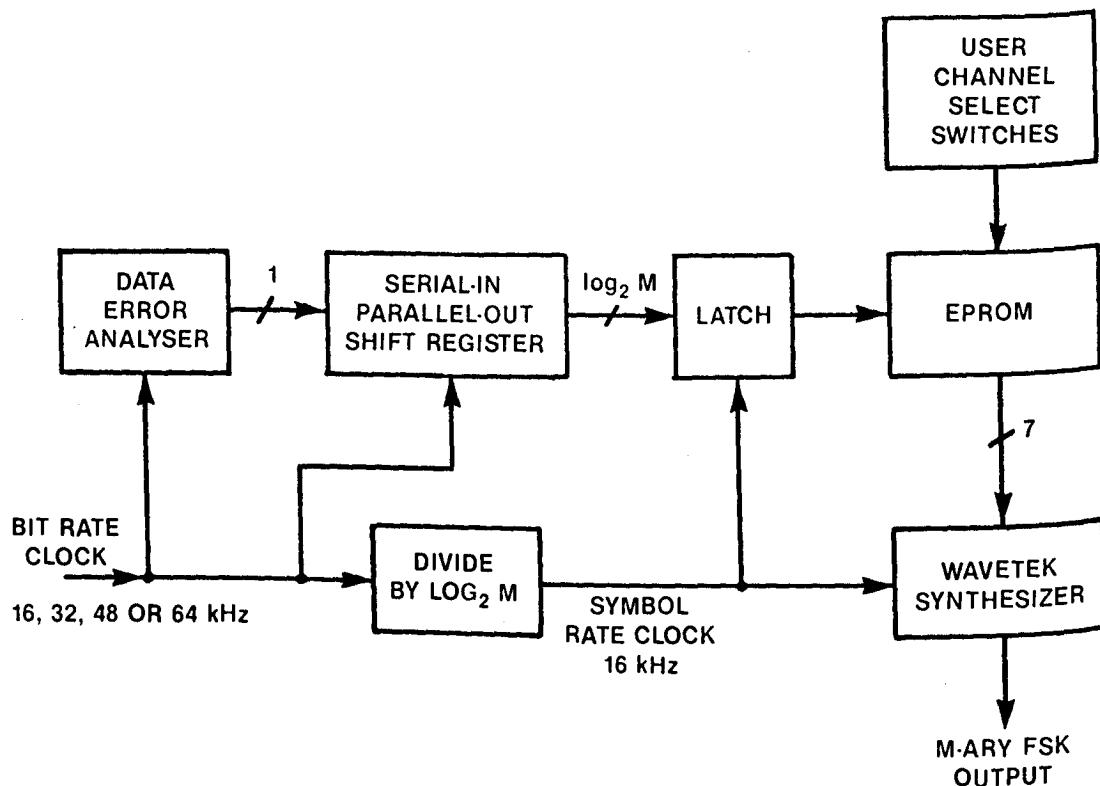 USER
CHANNEL
SELECT
SWITCHES
DATA
ERROR
ANALYSER
1
SERIAL-IN
PARALLEL-OUT
SHIFT REGISTER
log₂ M
LATCH
EPROM
7
BIT RATE
CLOCK
16, 32, 48 OR 64 kHz
DIVIDE
BY LOG₂ M
SYMBOL
RATE CLOCK
16 kHz
WAVETEK
SYNTHESIZER
M-ARY FSK
OUTPUT